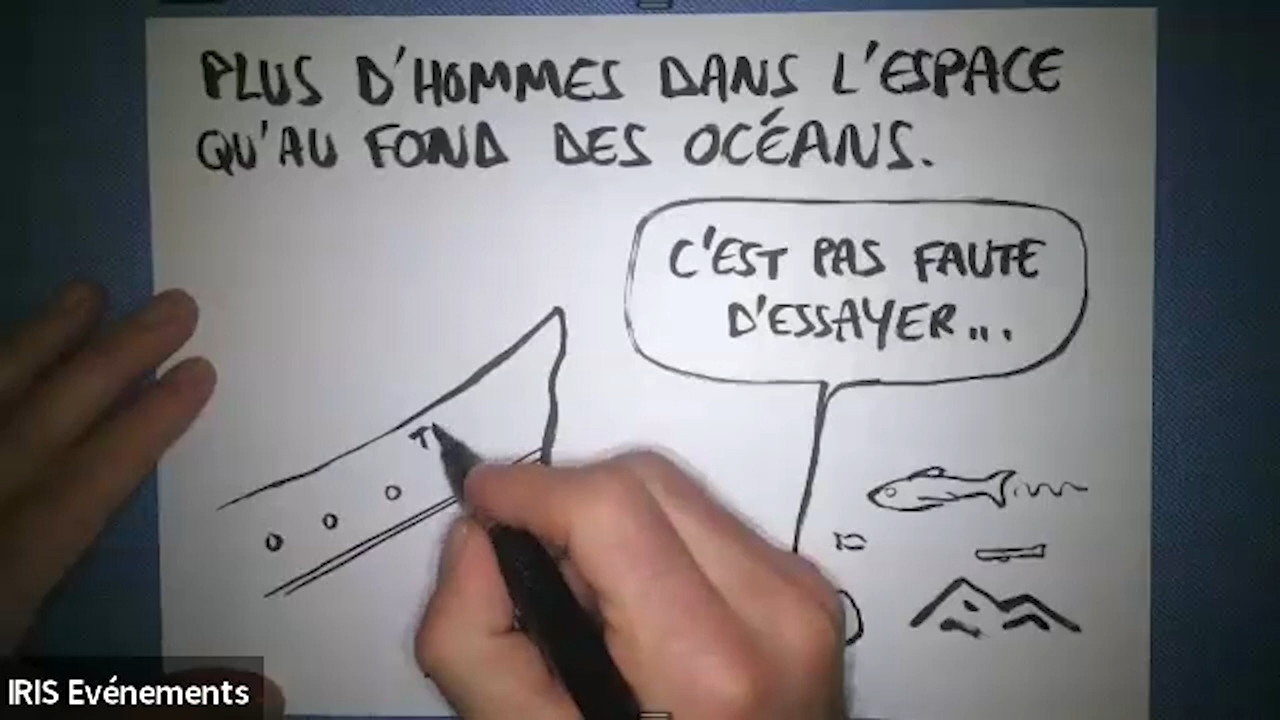 PLUS D'HOMMES DANS L'ESPACE
QU'AU FOND DES OCÉANS.
C'EST PAS FAUTE
D'ESSAYER...
T
IRIS Evénements